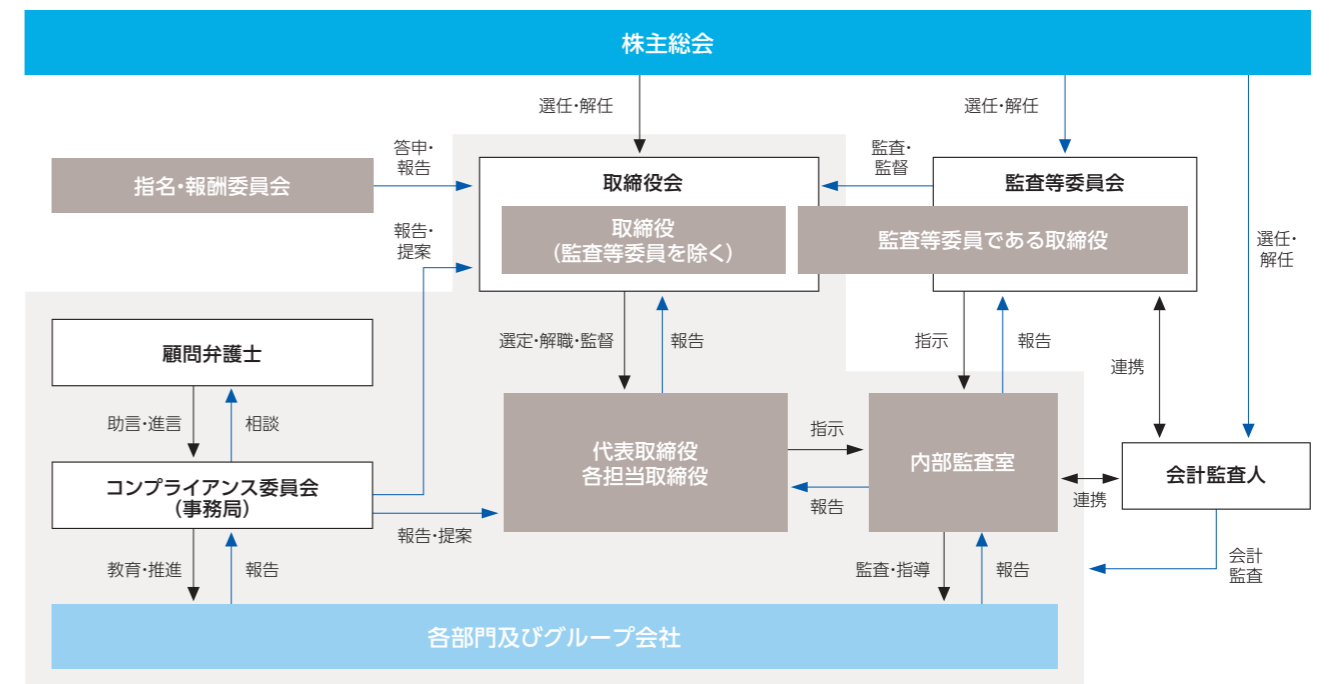 株主総会
選任・解任
選任・解任
選任・
解任
指名・報酬委員会
答申・
報告
取締役会
取締役
（監査等委員を除く）
監査・
監督
監査等委員会
監査等委員である取締役
報告・
提案
顧問弁護士
助言・進言
相談
選定・解職・監督
報告
指示
報告
連携
コンプライアンス委員会
（事務局）
報告・提案
代表取締役
各担当取締役
指示
報告
内部監査室
連携
会計監査人
会計
監査
教育・推進
報告
監査・指導
報告
各部門及びグループ会社